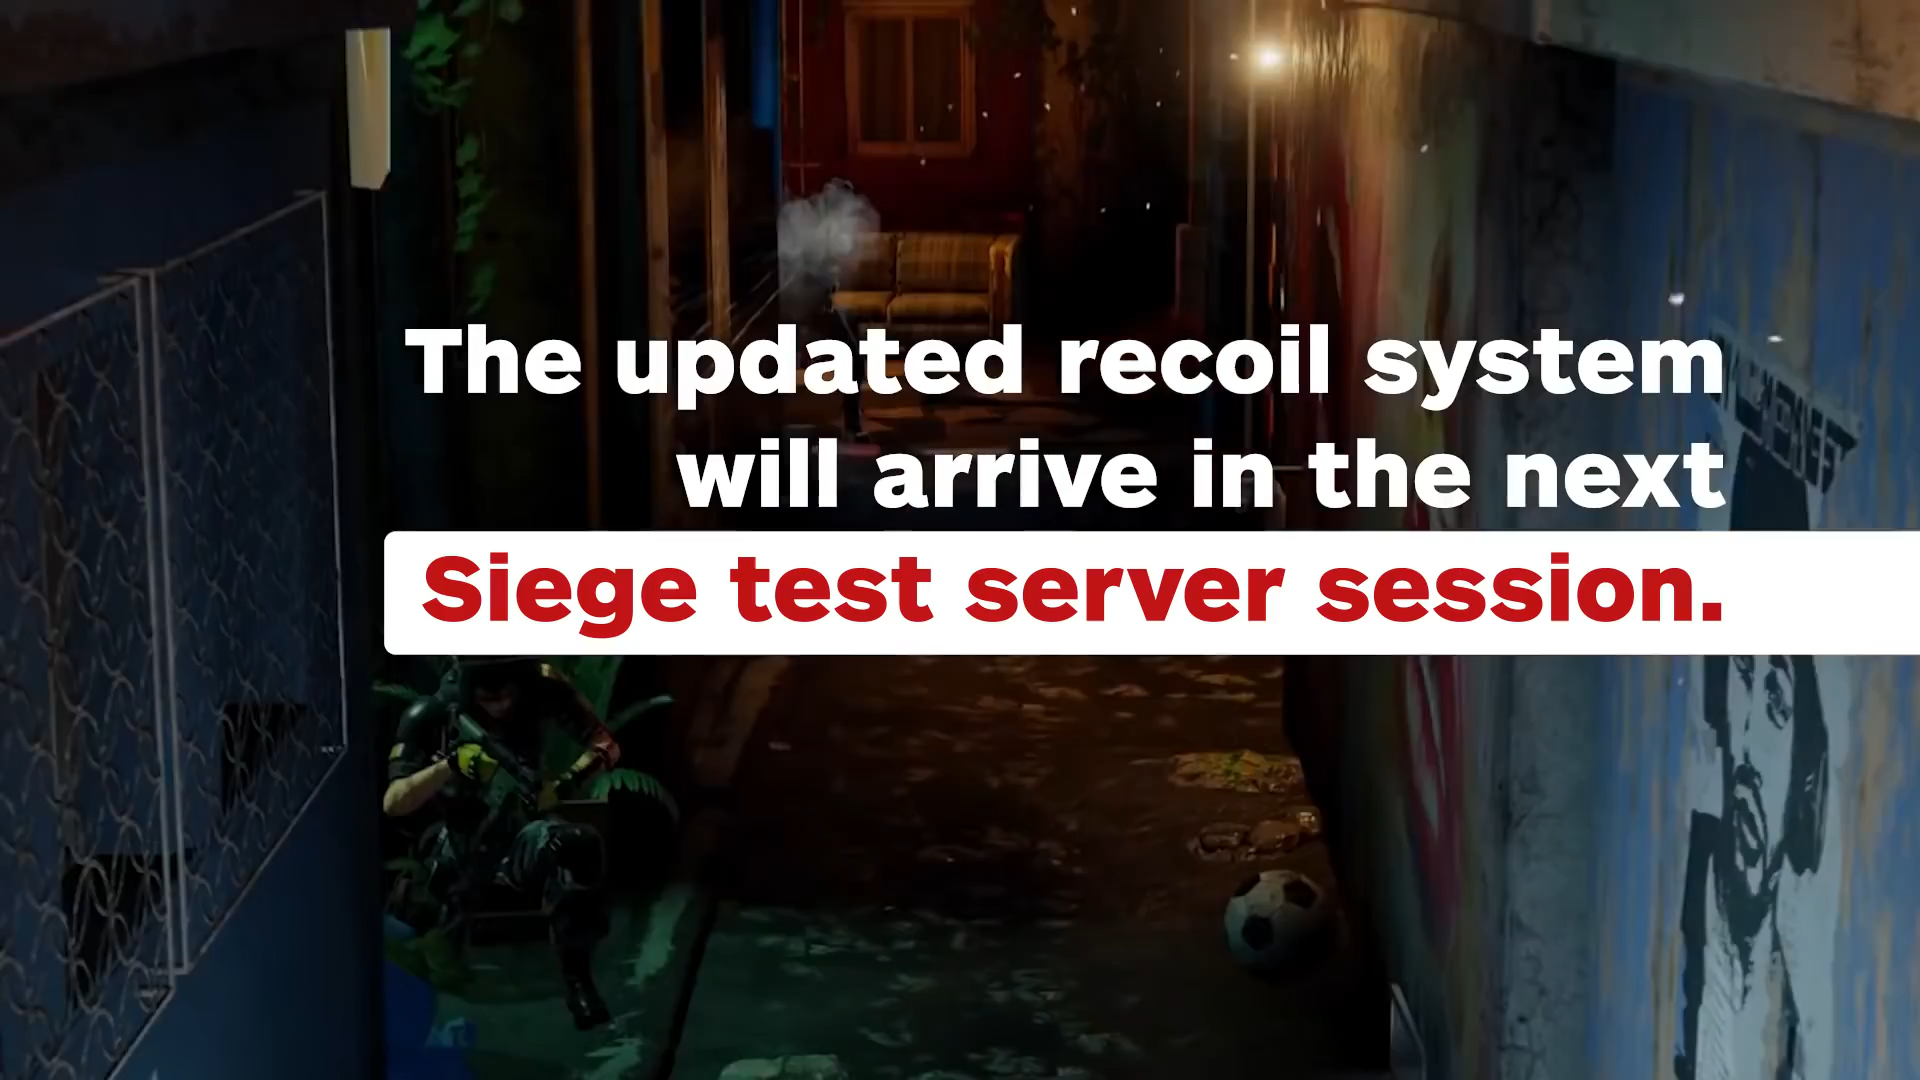 The updated recoil system
will arrive in the next
Siege test server session.